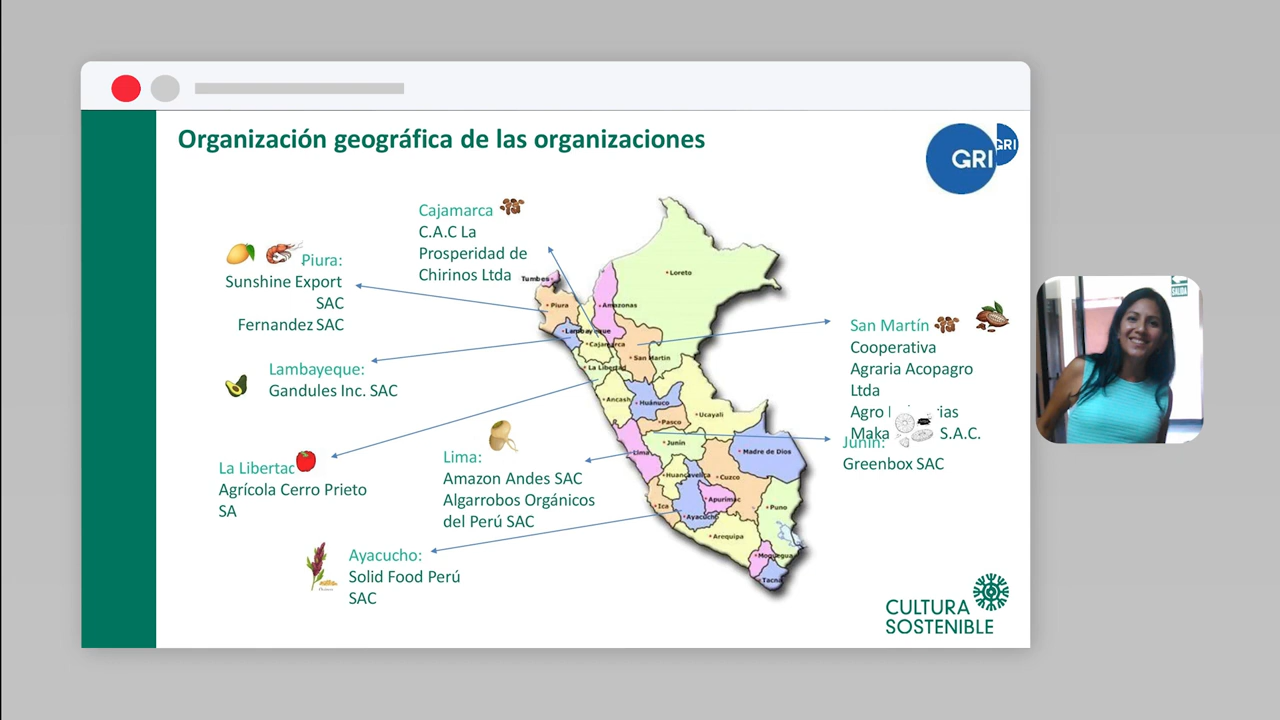 Organización geográfica de las organizaciones
GRI
GRI
Cajamarca
C.A.C La
Prosperidad de
Chirinos Ltda
Piura:
Sunshine Export
SAC
Fernandez SAC
Lambayeque:
Gandules Inc. SAC
La Libertad
Agrícola Cerro Prieto
SA
Lima:
Amazon Andes SAC
Algarrobos Orgánicos
del Perú SAC
Ayacucho:
Solid Food Perú
SAC
San Martín
Cooperativa
Agraria Acopagro
Ltda
Agro
Maka S.A.C.
Junín:
Greenbox SAC
Tumbes
Loreto
Piura
Amazonas
Lambayeque
Cajamarca
San Martin
La Libertad
Ancash
Huánuco
Ucayali
Pasco
Junín
Lima
Madre de Dios
Huancavelica
Cuzco
Ica
Apurímac
Ayacucho
Puno
Arequipa
Moquegua
Tacna
CULTURA
SOSTENIBLE
SALIDA